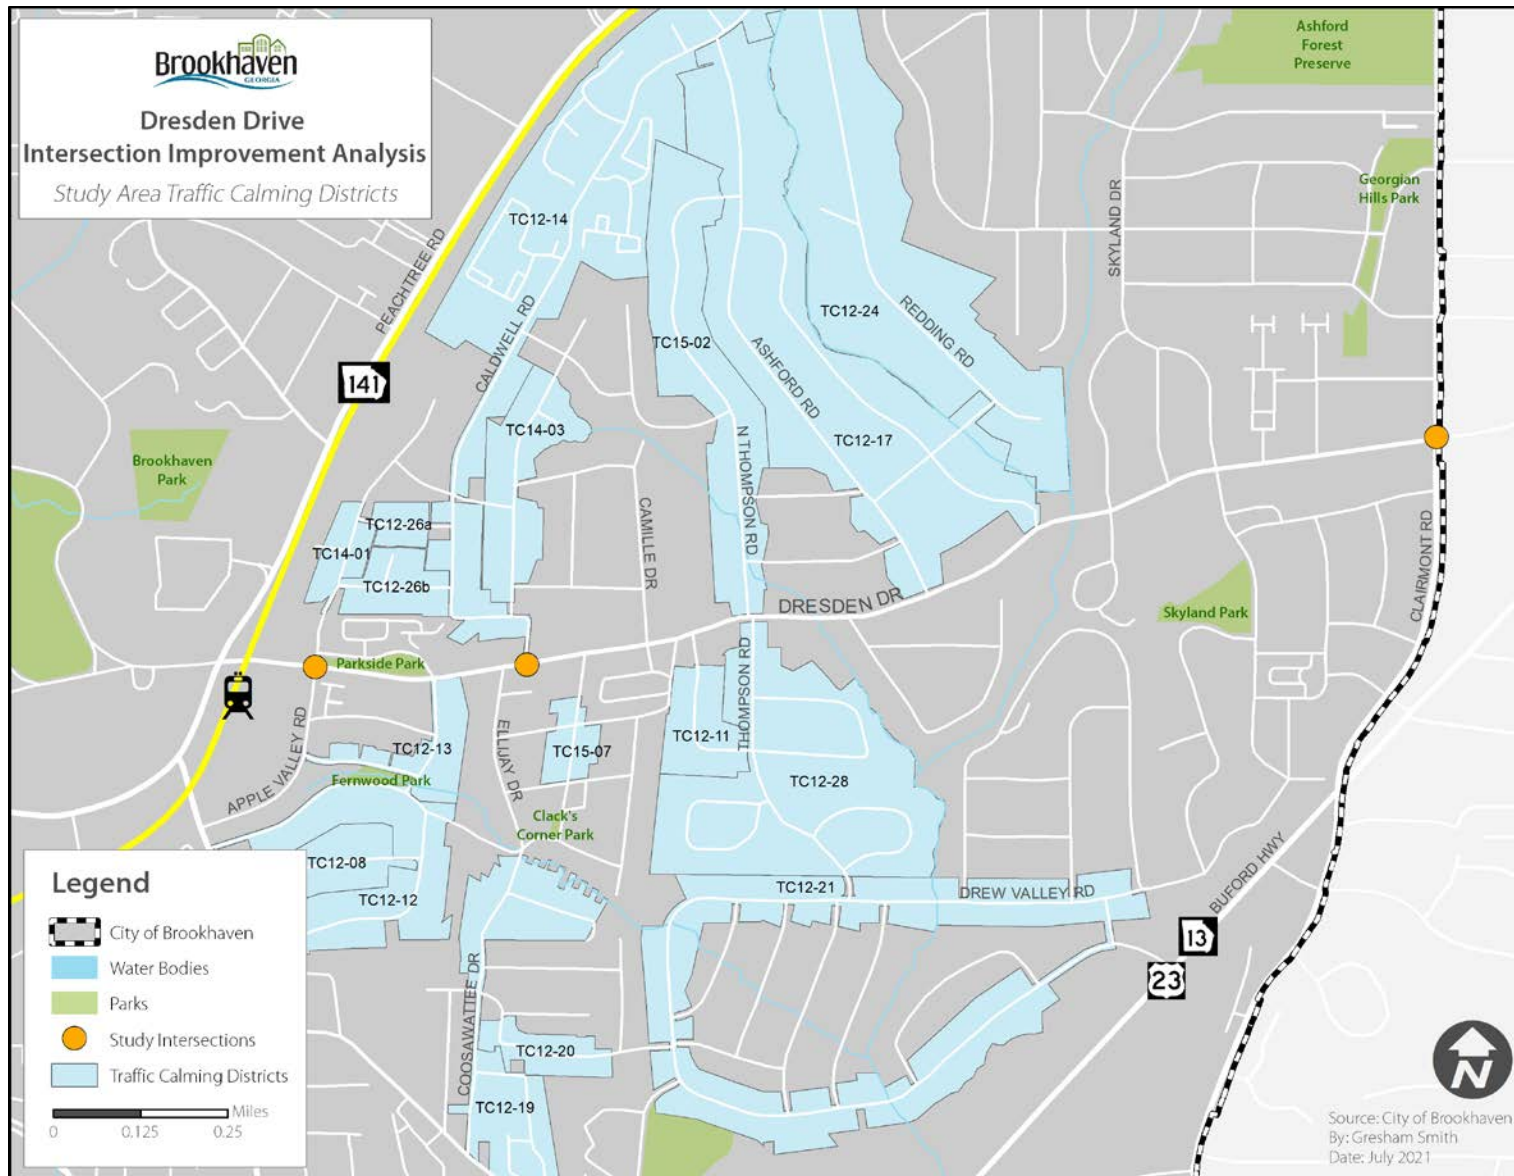 Brookhaven
GEORGIA
Dresden Drive
Intersection Improvement Analysis
Study Area Traffic Calming Districts
Ashford
Forest
Preserve
Georgian
Hills Park
SKYLAND DR
TC12-14
PEACHTREE RD
CALDWELL RD
TC15-02
TC12-24
REDDING RD
ASHFORD RD
141
TC14-03
TC12-17
Brookhaven
Park
N THOMPSON RD
CAMILLE DR
TC12-26a
TC14-01
TC12-26b
CLAIRMONT RD
DRESDEN DR
Skyland Park
Parkside Park
THOMPSON RD
TC12-11
TC12-13
ELLIJAY DR
TC15-07
Fernwood Park
APPLE VALLEY RD
TC12-28
Clack's
Corner Park
TC12-08
TC12-12
TC12-21
DREW VALLEY RD
BUFORD HWY
13
23
COOSAWATTEE DR
TC12-20
TC12-19
Legend
City of Brookhaven
Water Bodies
Parks
Study Intersections
Traffic Calming Districts
Miles
0 0.125 0.25
N
Source: City of Brookhaven
By: Gresham Smith
Date: July 2021